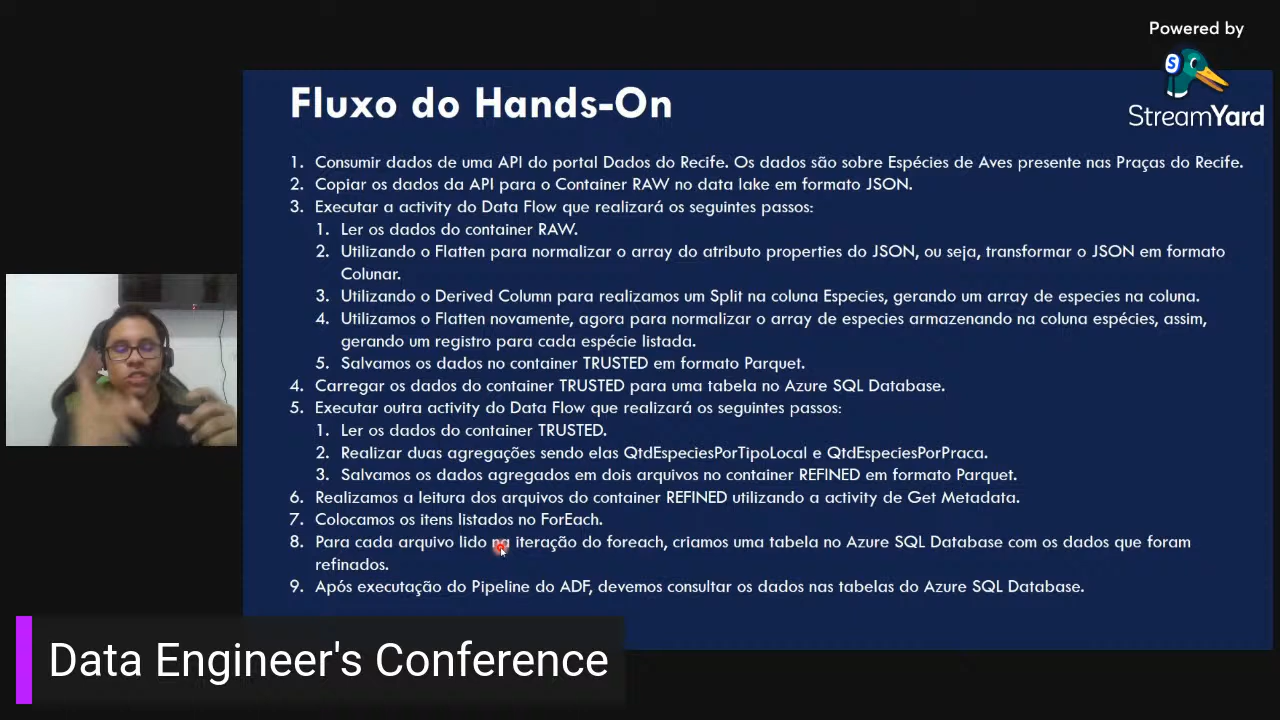 Powered by
S
StreamYard
Fluxo do Hands-On
1. Consumir dados de uma API do portal Dados do Recife. Os dados são sobre Espécies de Aves presente nas Praças do Recife.
2. Copiar os dados da API para o Container RAW no data lake em formato JSON.
3. Executar a activity do Data Flow que realizará os seguintes passos:
1. Ler os dados do container RAW.
2. Utilizando o Flatten para normalizar o array do atributo properties do JSON, ou seja, transformar o JSON em formato
Colunar.
3. Utilizando o Derived Column para realizamos um Split na coluna Especies, gerando um array de especies na coluna.
4. Utilizamos o Flatten novamente, agora para normalizar o array de especies armazenando na coluna espécies, assim,
gerando um registro para cada espécie listada.
5. Salvamos os dados no container TRUSTED em formato Parquet.
4. Carregar os dados do container TRUSTED para uma tabela no Azure SQL Database.
5. Executar outra activity do Data Flow que realizará os seguintes passos:
1. Ler os dados do container TRUSTED.
2. Realizar duas agregações sendo elas QtdEspeciesPorTipoLocal e QtdEspeciesPorPraca.
3. Salvamos os dados agregados em dois arquivos no container REFINED em formato Parquet.
6. Realizamos a leitura dos arquivos do container REFINED utilizando a activity de Get Metadata.
7. Colocamos os itens listados no ForEach.
8. Para cada arquivo lido na iteração do foreach, criamos uma tabela no Azure SQL Database com os dados que foram
refinados.
9. Após executação do Pipeline do ADF, devemos consultar os dados nas tabelas do Azure SQL Database.
Data Engineer's Conference